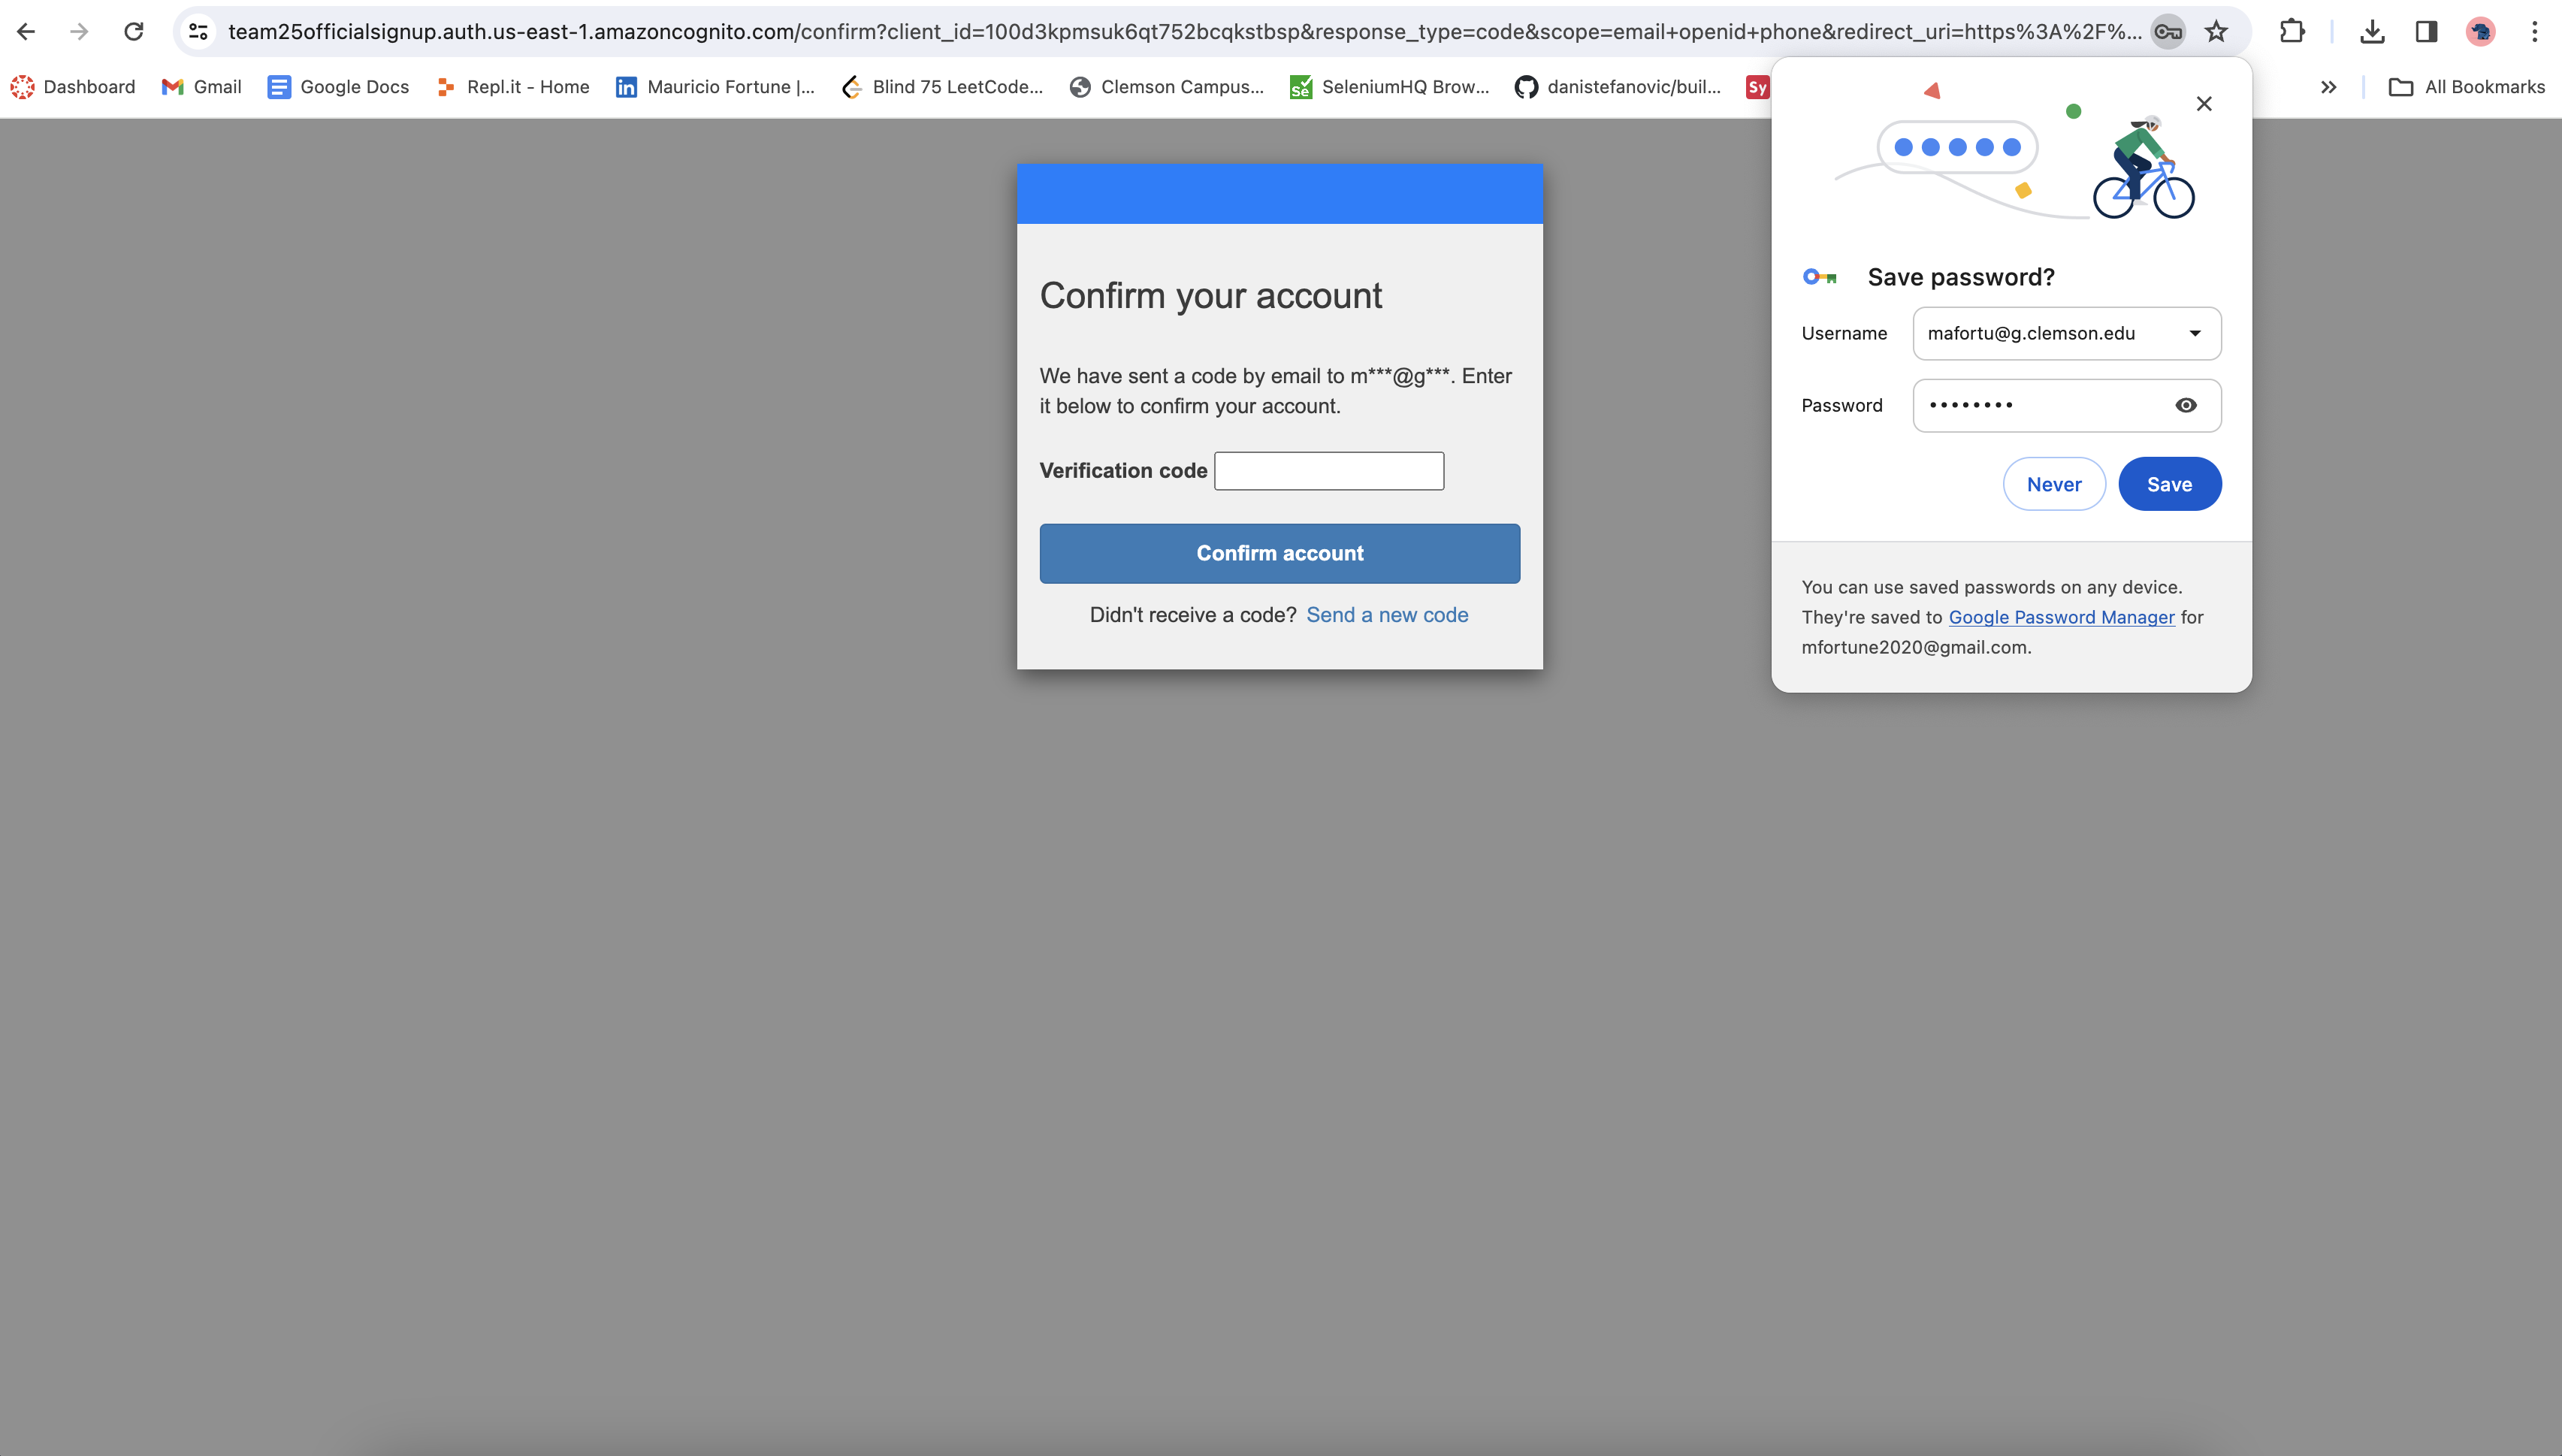 team25officialsignup.auth.us-east-1.amazoncognito.com/confirm?client_id=100d3kpmsuk6qt752bcqkstbsp&response_type=code&scope=email+openid+phone&redirect_uri=https%3A%2F%...
Dashboard
Gmail
Google Docs
Repl.it - Home
in
Mauricio Fortune |...
Blind 75 LeetCode...
Clemson Campus...
Se
SeleniumHQ Brow...
danistefanovic/buil...
Sy
»
All Bookmarks
Confirm your account
We have sent a code by email to m***@g***. Enter
it below to confirm your account.
Verification code
Confirm account
Didn't receive a code? Send a new code
Save password?
Username mafortu@g.clemson.edu
Password ••••••••
Never
Save
You can use saved passwords on any device.
They're saved to Google Password Manager for
mfortune2020@gmail.com.